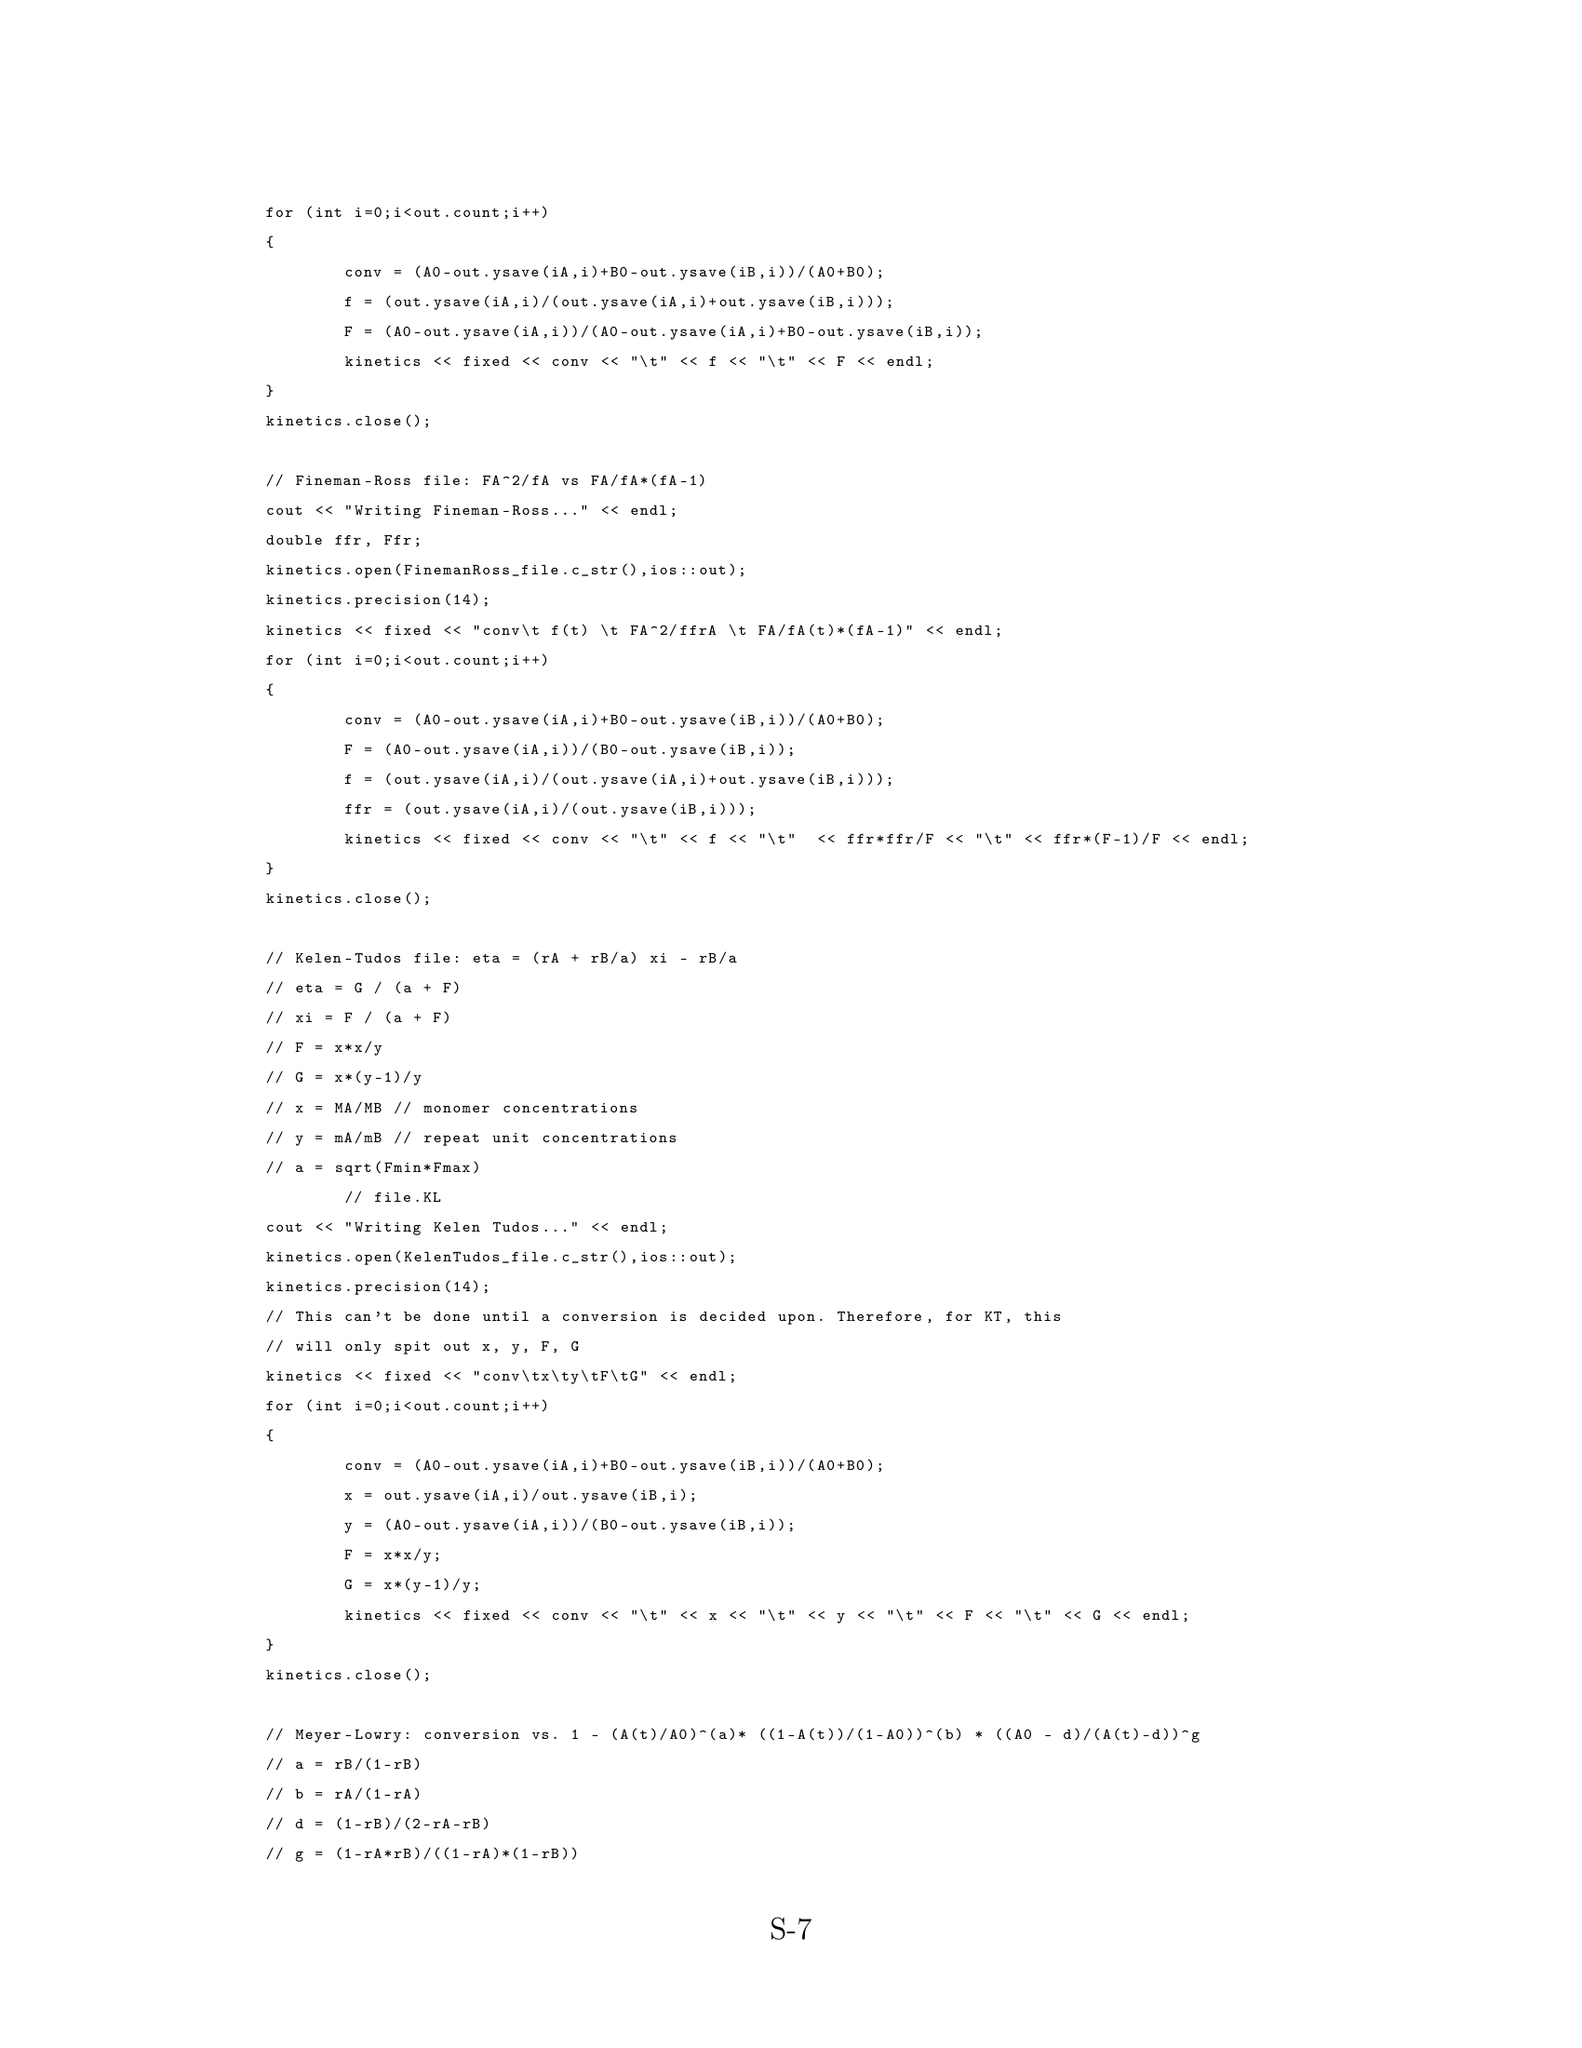 for (int i=0;i<out.count;i++)
{
        conv = (A0-out.ysave(iA,i)+B0-out.ysave(iB,i))/(A0+B0);
        f = (out.ysave(iA,i)/(out.ysave(iA,i)+out.ysave(iB,i)));
        F = (A0-out.ysave(iA,i))/(A0-out.ysave(iA,i)+B0-out.ysave(iB,i));
        kinetics << fixed << conv << "\t" << f << "\t" << F << endl;
}
kinetics.close();

// Fineman-Ross file: FA^2/fA vs FA/fA*(fA-1)
cout << "Writing Fineman-Ross..." << endl;
double ffr, Ffr;
kinetics.open(FinemanRoss_file.c_str(),ios::out);
kinetics.precision(14);
kinetics << fixed << "conv\t f(t) \t FA^2/ffrA \t FA/fA(t)*(fA-1)" << endl;
for (int i=0;i<out.count;i++)
{
        conv = (A0-out.ysave(iA,i)+B0-out.ysave(iB,i))/(A0+B0);
        F = (A0-out.ysave(iA,i))/(B0-out.ysave(iB,i));
        f = (out.ysave(iA,i)/(out.ysave(iA,i)+out.ysave(iB,i)));
        ffr = (out.ysave(iA,i)/(out.ysave(iB,i)));
        kinetics << fixed << conv << "\t" << f << "\t"  << ffr*ffr/F << "\t" << ffr*(F-1)/F << endl;
}
kinetics.close();

// Kelen-Tudos file: eta = (rA + rB/a) xi - rB/a
// eta = G / (a + F)
// xi = F / (a + F)
// F = x*x/y
// G = x*(y-1)/y
// x = MA/MB // monomer concentrations
// y = mA/mB // repeat unit concentrations
// a = sqrt(Fmin*Fmax)
        // file.KL
cout << "Writing Kelen Tudos..." << endl;
kinetics.open(KelenTudos_file.c_str(),ios::out);
kinetics.precision(14);
// This can't be done until a conversion is decided upon. Therefore, for KT, this
// will only spit out x, y, F, G
kinetics << fixed << "conv\tx\ty\tF\tG" << endl;
for (int i=0;i<out.count;i++)
{
        conv = (A0-out.ysave(iA,i)+B0-out.ysave(iB,i))/(A0+B0);
        x = out.ysave(iA,i)/out.ysave(iB,i);
        y = (A0-out.ysave(iA,i))/(B0-out.ysave(iB,i));
        F = x*x/y;
        G = x*(y-1)/y;
        kinetics << fixed << conv << "\t" << x << "\t" << y << "\t" << F << "\t" << G << endl;
}
kinetics.close();

// Meyer-Lowry: conversion vs. 1 - (A(t)/A0)^(a)* ((1-A(t))/(1-A0))^(b) * ((A0 - d)/(A(t)-d))^g
// a = rB/(1-rB)
// b = rA/(1-rA)
// d = (1-rB)/(2-rA-rB)
// g = (1-rA*rB)/((1-rA)*(1-rB))
S-7